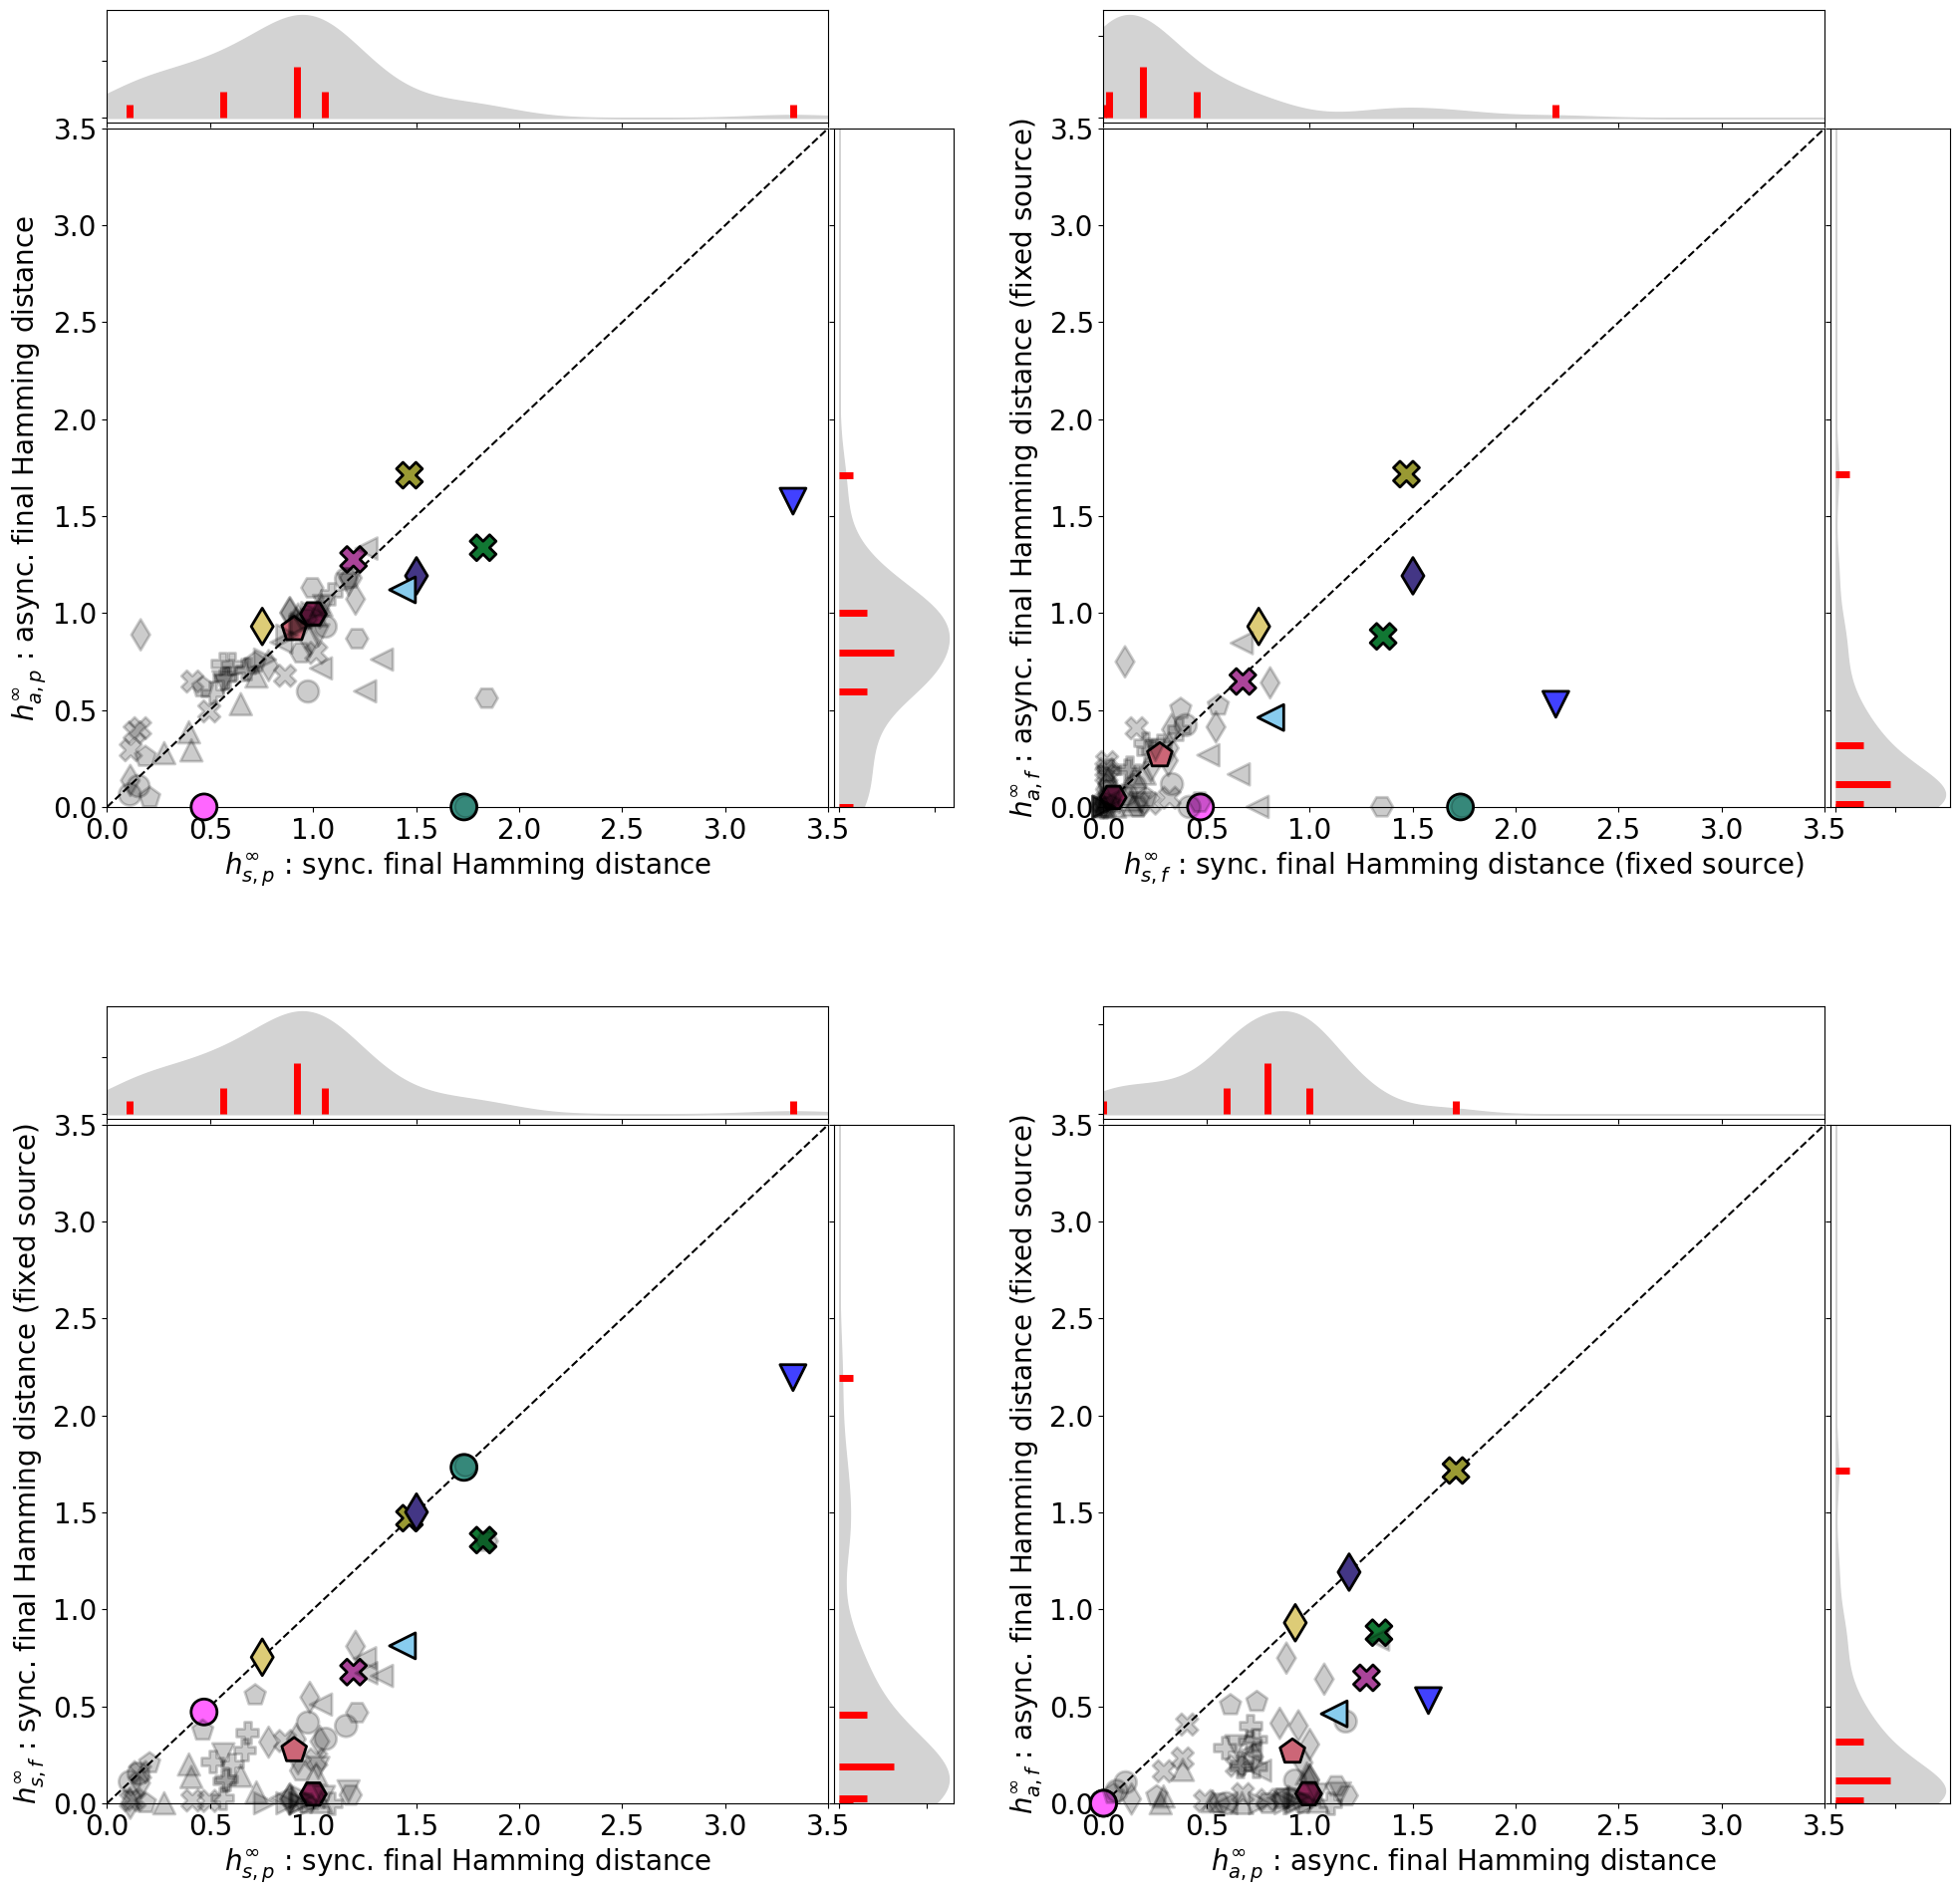 3.5
3.0
2.5
2.0
1.5
1.0
0.5
0.0
h^∞_{a,p} : async. final Hamming distance
0.0 0.5 1.0 1.5 2.0 2.5 3.0 3.5
h^∞_{s,p} : sync. final Hamming distance
3.5
3.0
2.5
2.0
1.5
1.0
0.5
0.0
h^∞_{a,f} : async. final Hamming distance (fixed source)
0.0 0.5 1.0 1.5 2.0 2.5 3.0 3.5
h^∞_{s,f} : sync. final Hamming distance (fixed source)
3.5
3.0
2.5
2.0
1.5
1.0
0.5
0.0
h^∞_{s,f} : sync. final Hamming distance (fixed source)
0.0 0.5 1.0 1.5 2.0 2.5 3.0 3.5
h^∞_{s,p} : sync. final Hamming distance
3.5
3.0
2.5
2.0
1.5
1.0
0.5
0.0
h^∞_{a,f} : async. final Hamming distance (fixed source)
0.0 0.5 1.0 1.5 2.0 2.5 3.0 3.5
h^∞_{a,p} : async. final Hamming distance